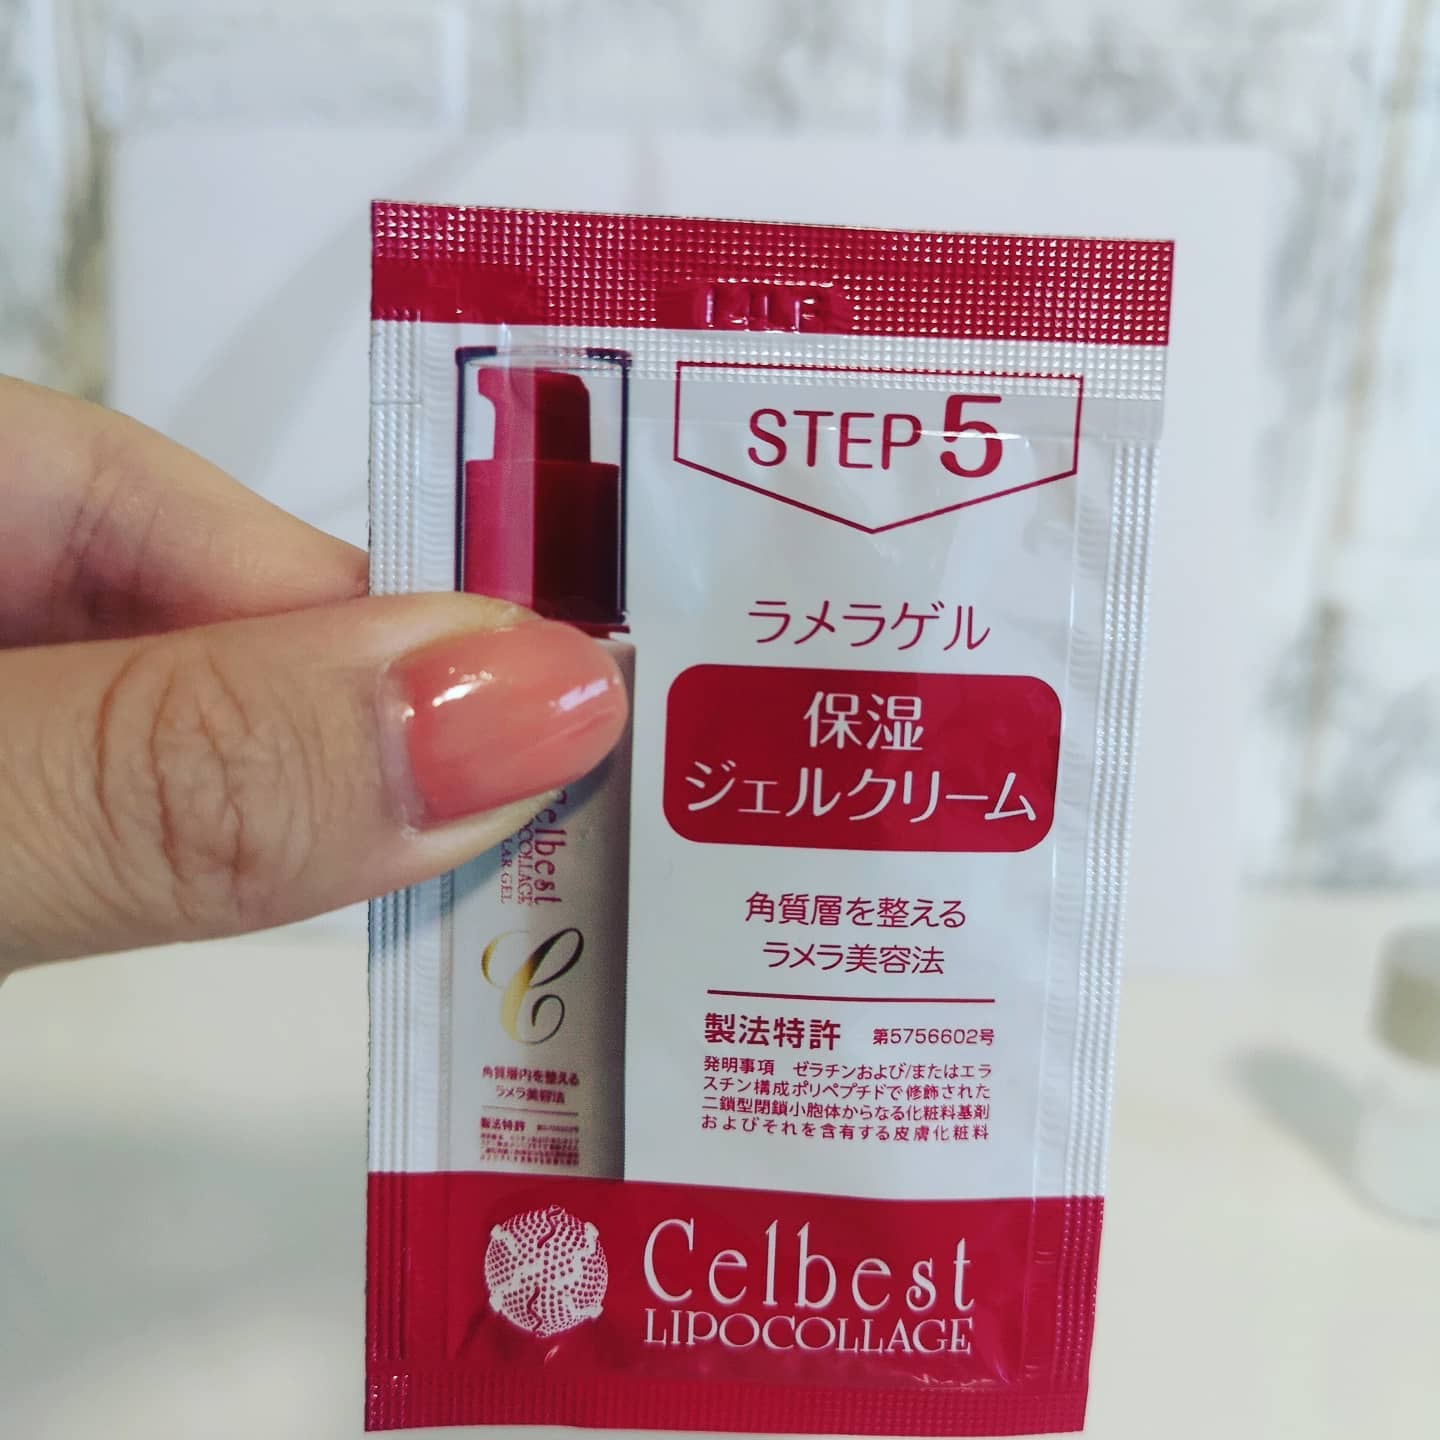 STEP 5
ラメラゲル
保湿
ジェルクリーム
角質層を整える
ラメラ美容法
製法特許 第5756602号
発明事項 ゼラチンおよび/またはエラ
スチン構成ポリペプチドで修飾された
二鎖型閉鎖小胞体からなる化粧料基剤
およびそれを含有する皮膚化粧料
Celbest
GEL
C
角質層内を整える
ラメラ美容法
製法特許
Celbest
LIPOCOLLAGE